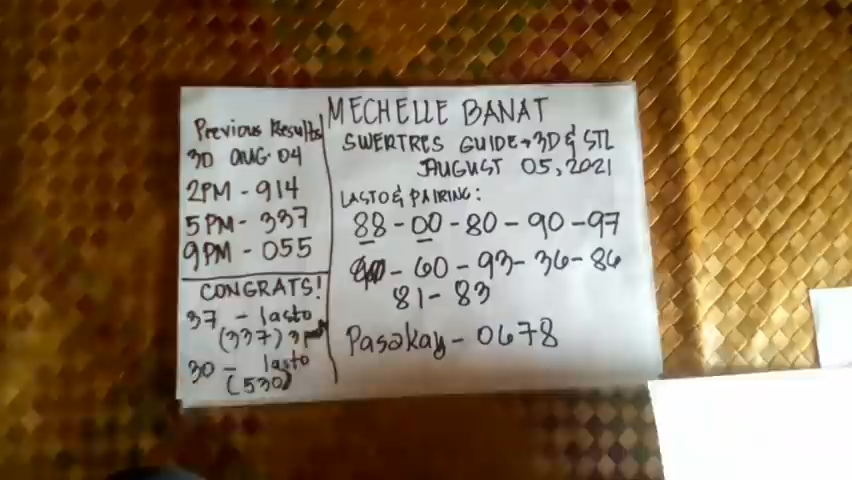 Previous Results
3D AUG. 04
2PM - 914
5PM - 337
9PM - 055
CONGRATS!
37 - lasto
(337)
30 - lasto
(530)
MECHELLE BANAT
SWERTRES GUIDE → 3D & STL
AUGUST 05, 2021
LASTO & PAIRING:
88 - 00 - 80 - 90 - 97
- 60 - 93 - 36 - 86
81 - 83
Pasakay - 0678